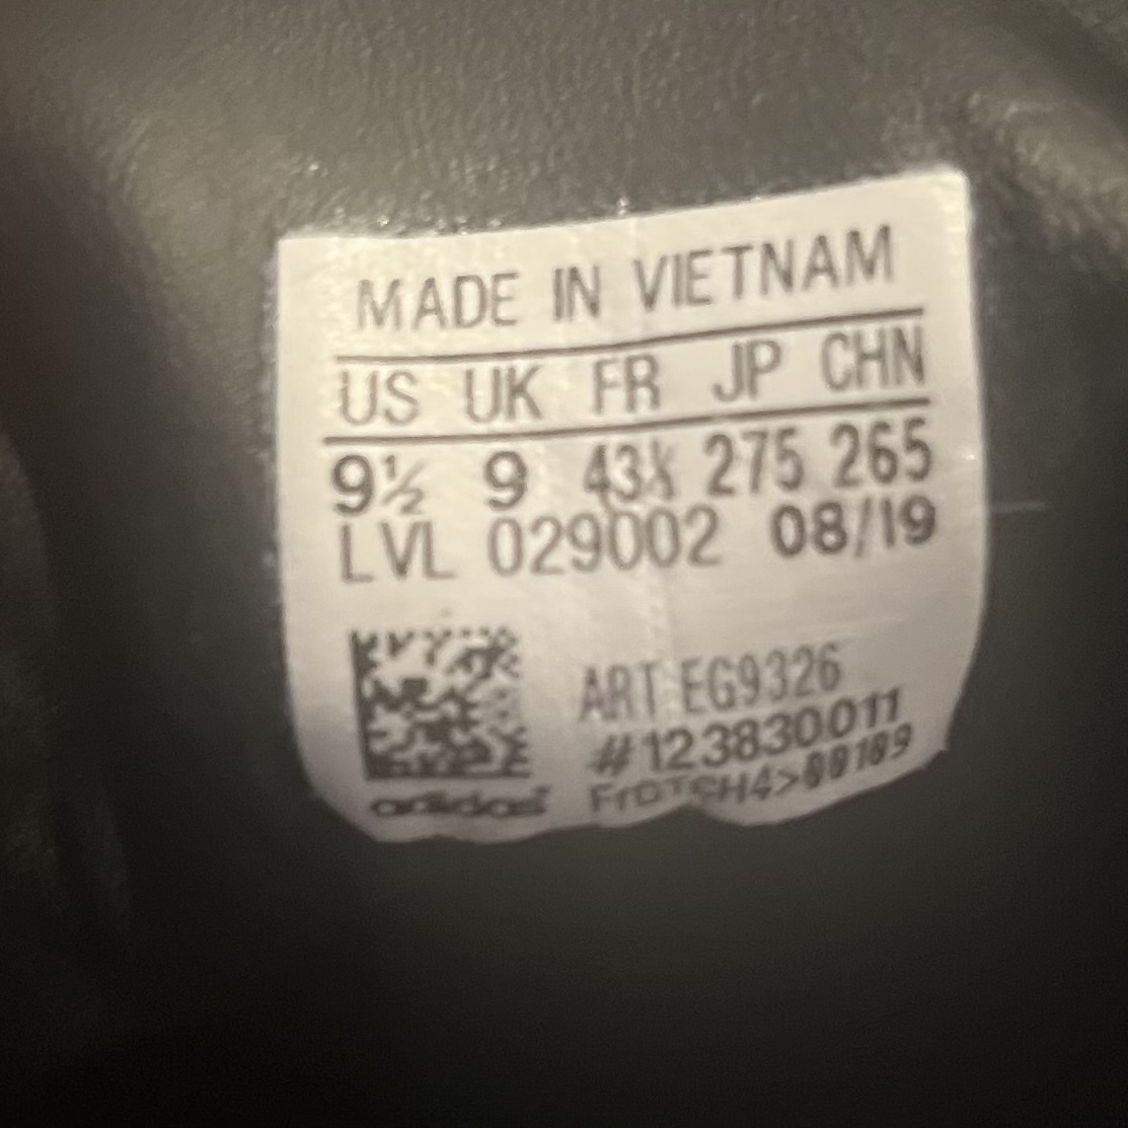 MADE IN VIETNAM
US UK FR JP CHN
9½ 9 43⅓ 275 265
LVL 029002 08/19
ART EG9326
#123830011
adidas